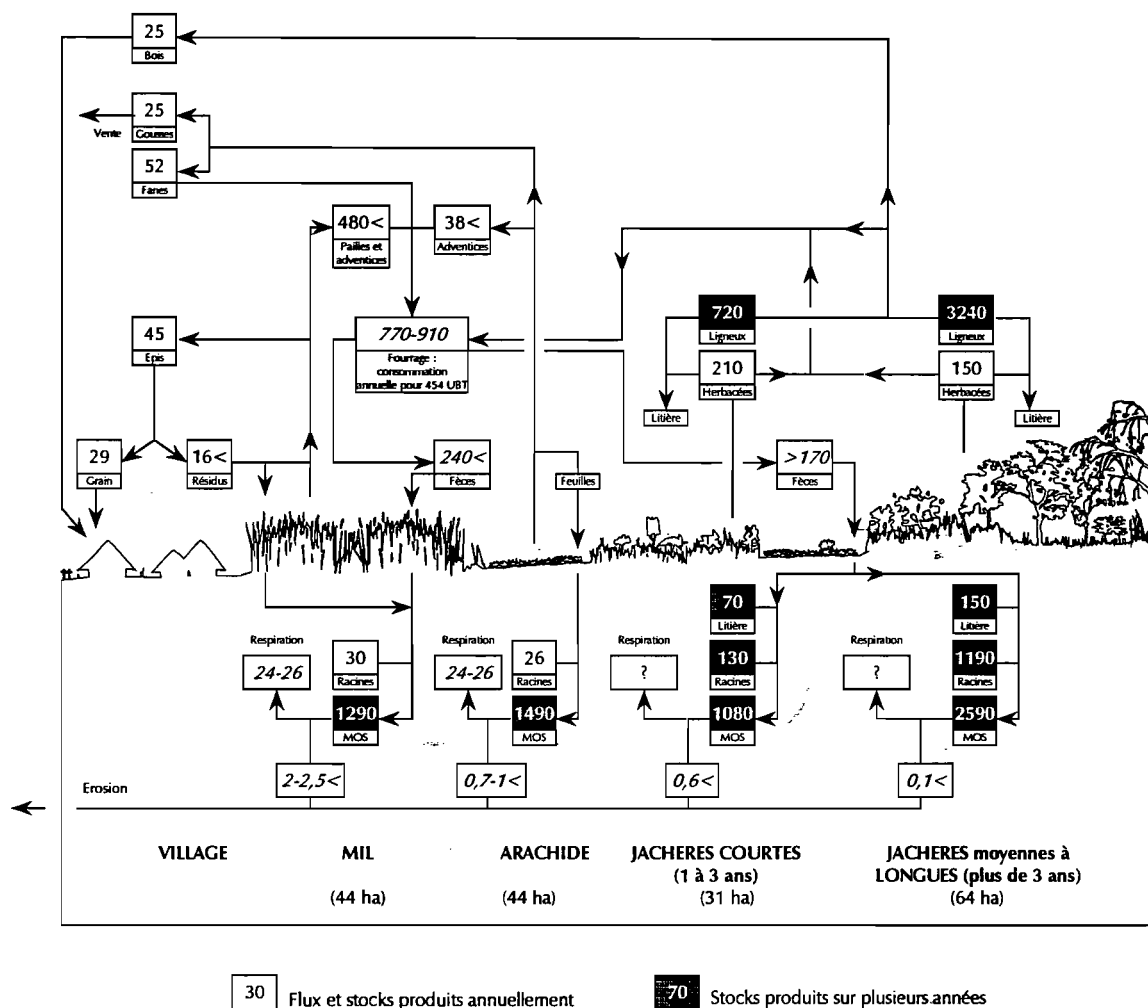 25
Bois
25
Vente
Gousses
52
Fanes
480<
Pailles et
adventices
38<
Adventices
770-910
Fourrage :
consommation
annuelle pour 454 UBT
45
Epis
720
Ligneux
3240
Ligneux
210
Herbacées
150
Herbacées
Litière
Litière
29
Grain
16<
Résidus
240<
Fèces
Feuilles
>170
Fèces
70
Litière
150
Litière
Respiration
24-26
30
Racines
Respiration
24-26
26
Racines
Respiration
?
130
Racines
Respiration
?
1190
Racines
1290
MOS
1490
MOS
1080
MOS
2590
MOS
Erosion
2-2,5<
0,7-1<
0,6<
0,1<
VILLAGE
MIL
(44 ha)
ARACHIDE
(44 ha)
JACHERES COURTES
(1 à 3 ans)
(31 ha)
JACHERES moyennes à
LONGUES (plus de 3 ans)
(64 ha)
30 Flux et stocks produits annuellement
70 Stocks produits sur plusieurs années